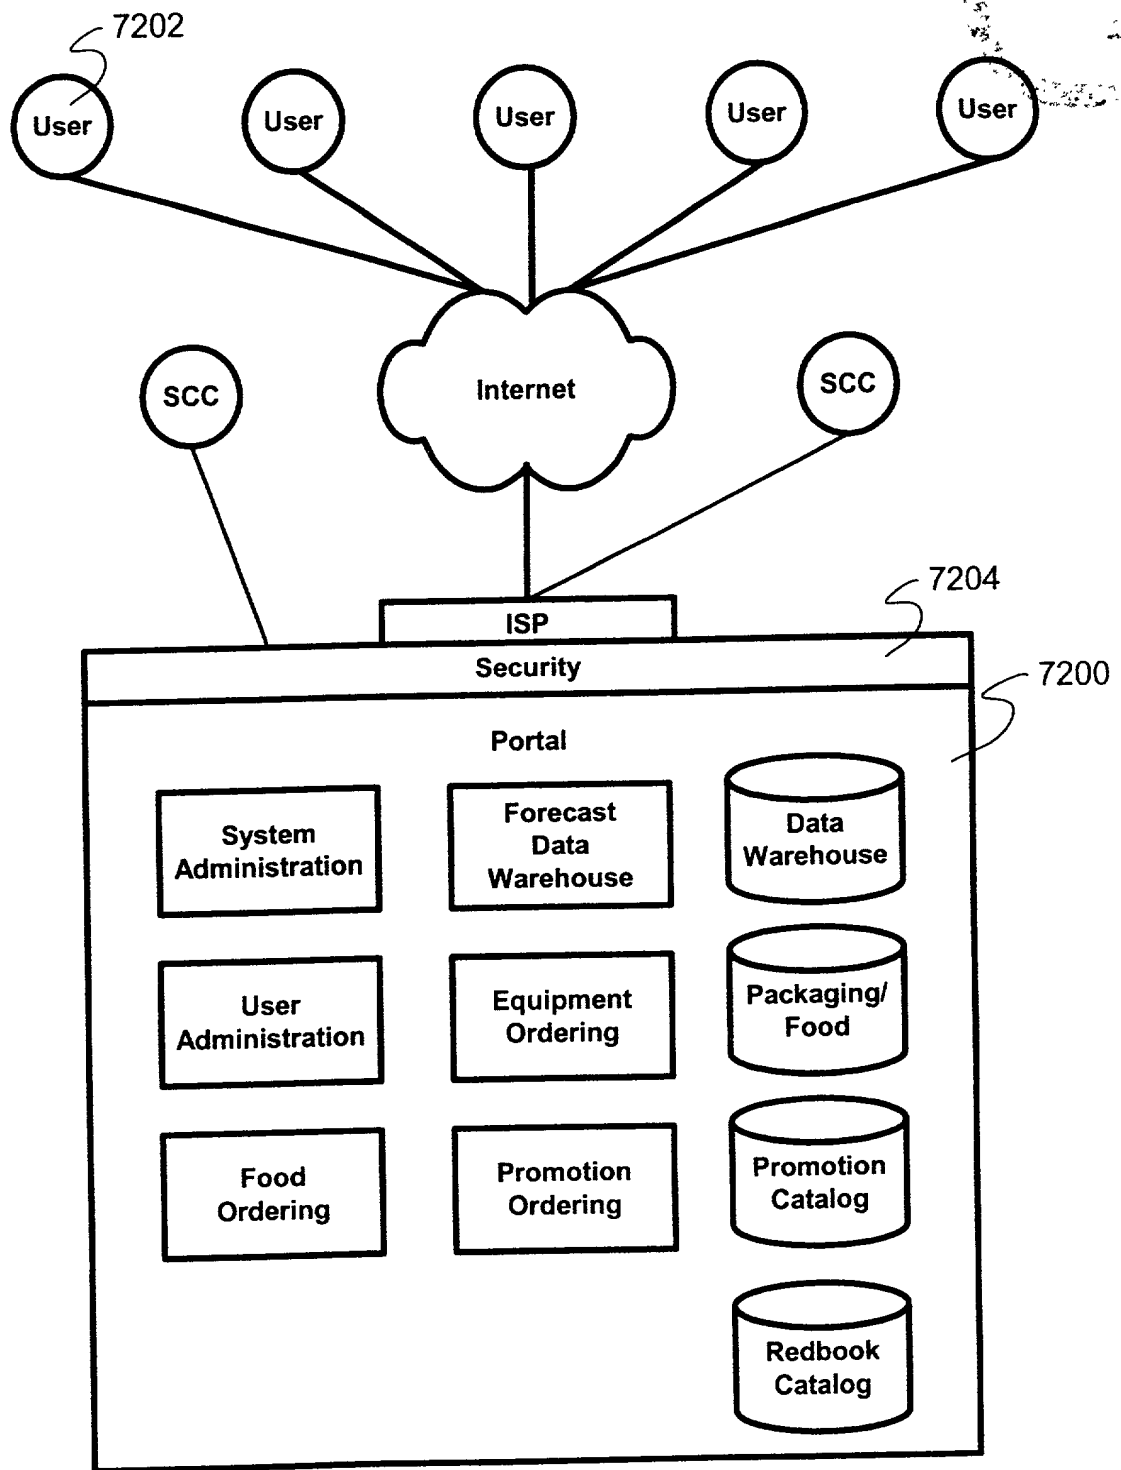 7202
User
User
User
User
User
SCC
Internet
SCC
7204
ISP
Security
7200
Portal
System
Administration
Forecast
Data
Warehouse
Data
Warehouse
User
Administration
Equipment
Ordering
Packaging/
Food
Food
Ordering
Promotion
Ordering
Promotion
Catalog
Redbook
Catalog